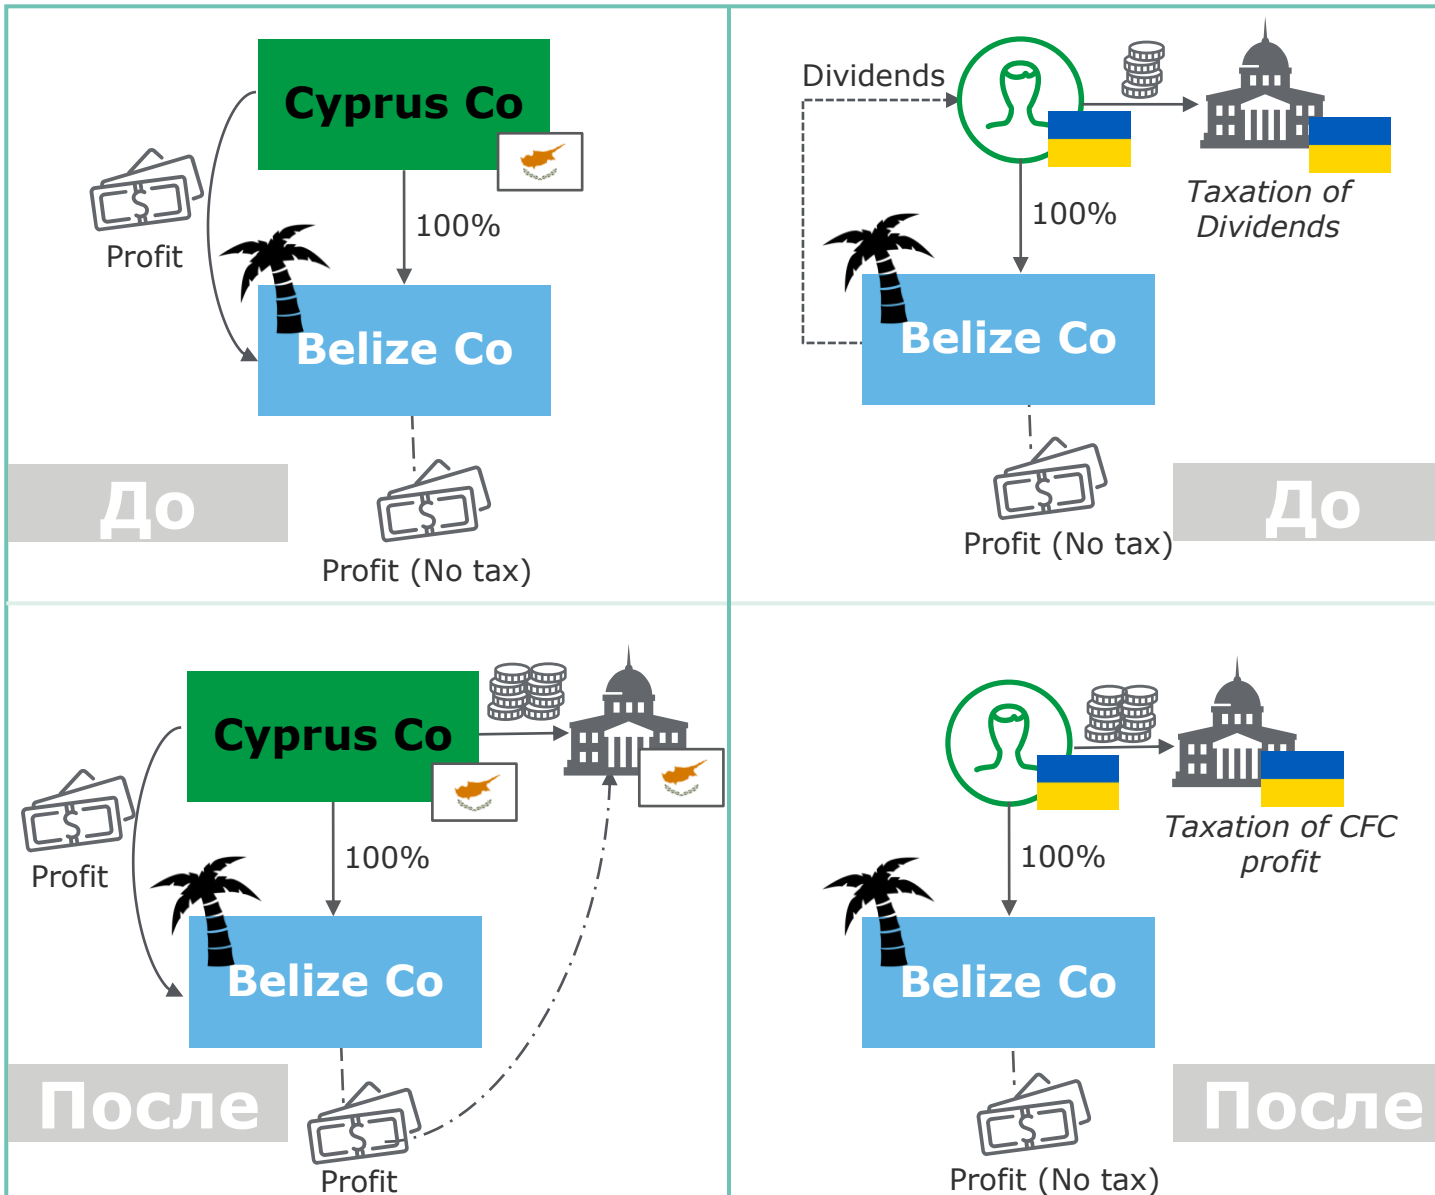 Cyprus Co
Profit
100%
Belize Co
До
Profit (No tax)
Dividends
Taxation of
Dividends
100%
Belize Co
До
Profit (No tax)
Cyprus Co
Profit
100%
Belize Co
После
Profit
Taxation of CFC
profit
100%
Belize Co
После
Profit (No tax)